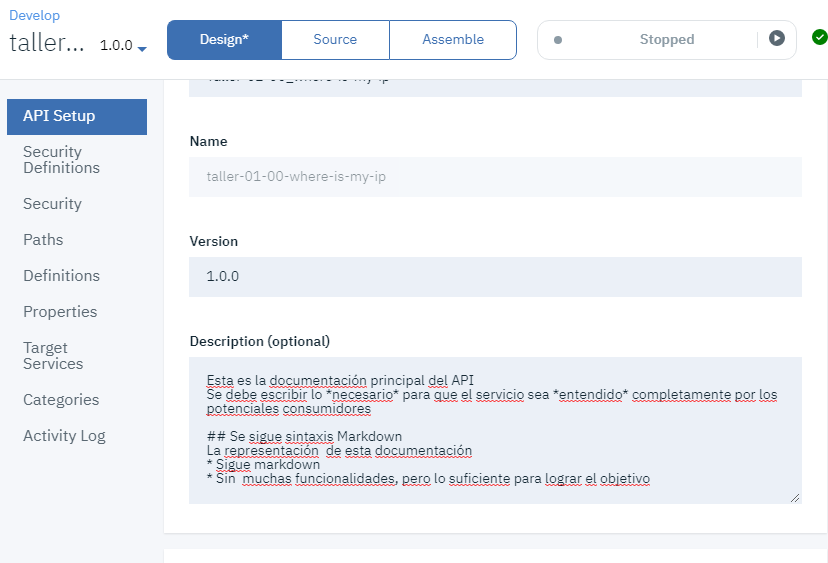 Develop
taller... 1.0.0
Design*
Source
Assemble
Stopped
API Setup
Security
Definitions
Security
Paths
Definitions
Properties
Target
Services
Categories
Activity Log
Name
taller-01-00-where-is-my-ip
Version
1.0.0
Description (optional)
Esta es la documentación principal del API
Se debe escribir lo *necesario* para que el servicio sea *entendido* completamente por los
potenciales consumidores
## Se sigue sintaxis Markdown
La representación  de esta documentación
* Sigue markdown
* Sin  muchas funcionalidades, pero lo suficiente para lograr el objetivo